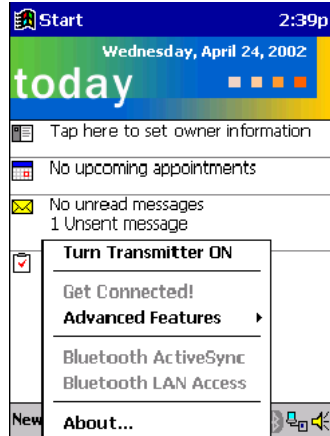 Start 2:39p
Wednesday, April 24, 2002
today
Tap here to set owner information
No upcoming appointments
No unread messages
1 Unsent message
Turn Transmitter ON
Get Connected!
Advanced Features
Bluetooth ActiveSync
Bluetooth LAN Access
About...
New